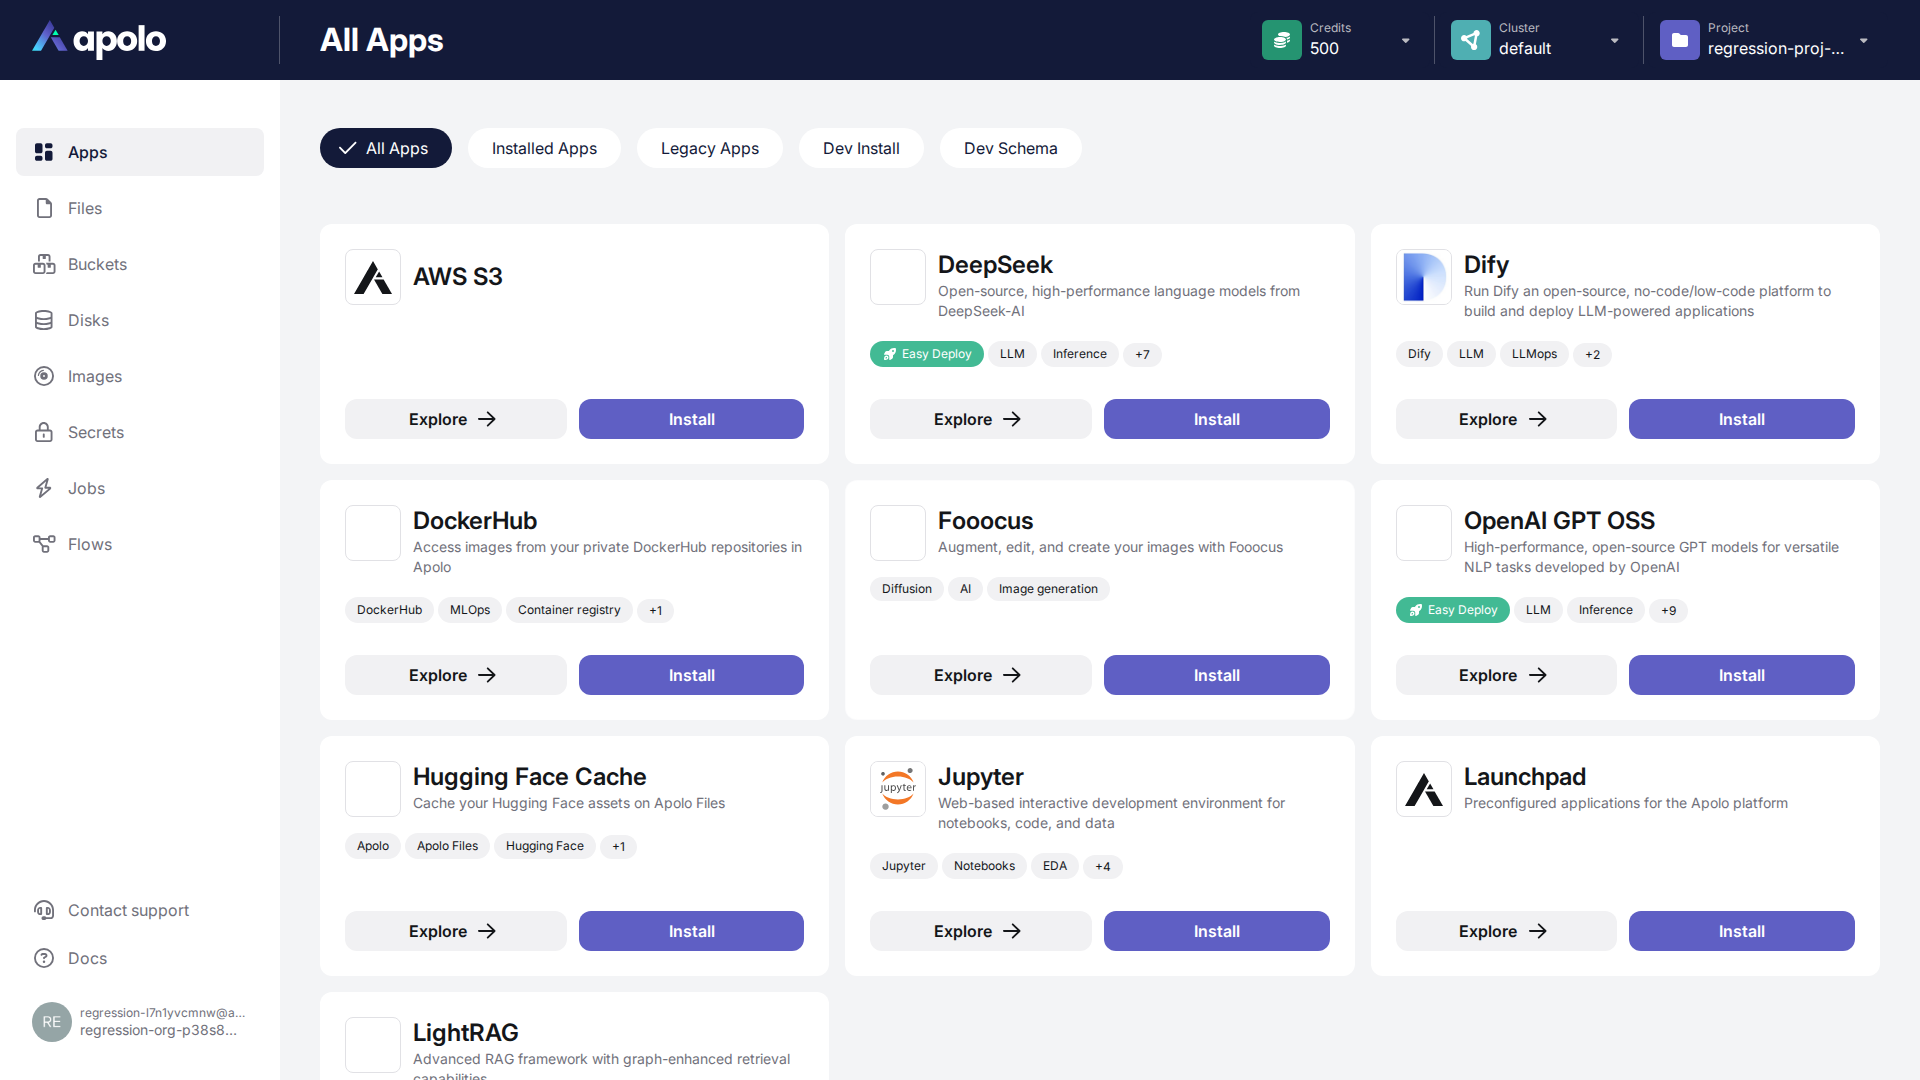 apolo
All Apps
Credits
500
Cluster
default
Project
regression-proj-...
Apps
Files
Buckets
Disks
Images
Secrets
Jobs
Flows
Contact support
Docs
RE
regression-l7n1yvcmnw@a...
regression-org-p38s8...
All Apps
Installed Apps
Legacy Apps
Dev Install
Dev Schema
AWS S3
Explore
Install
DeepSeek
Open-source, high-performance language models from
DeepSeek-AI
Easy Deploy
LLM
Inference
+7
Explore
Install
Dify
Run Dify an open-source, no-code/low-code platform to
build and deploy LLM-powered applications
Dify
LLM
LLMops
+2
Explore
Install
DockerHub
Access images from your private DockerHub repositories in
Apolo
DockerHub
MLOps
Container registry
+1
Explore
Install
Fooocus
Augment, edit, and create your images with Fooocus
Diffusion
AI
Image generation
Explore
Install
OpenAI GPT OSS
High-performance, open-source GPT models for versatile
NLP tasks developed by OpenAI
Easy Deploy
LLM
Inference
+9
Explore
Install
Hugging Face Cache
Cache your Hugging Face assets on Apolo Files
Apolo
Apolo Files
Hugging Face
+1
Explore
Install
jupyter
Jupyter
Web-based interactive development environment for
notebooks, code, and data
Jupyter
Notebooks
EDA
+4
Explore
Install
Launchpad
Preconfigured applications for the Apolo platform
Explore
Install
LightRAG
Advanced RAG framework with graph-enhanced retrieval
capabilities